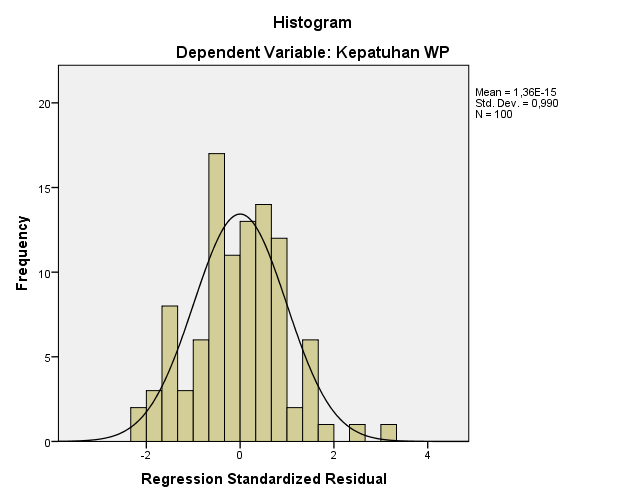 Histogram
Dependent Variable: Kepatuhan WP
Mean = 1,36E-15
Std. Dev. = 0,990
N = 100
Frequency
20
15
10
5
0
-2
0
2
4
Regression Standardized Residual